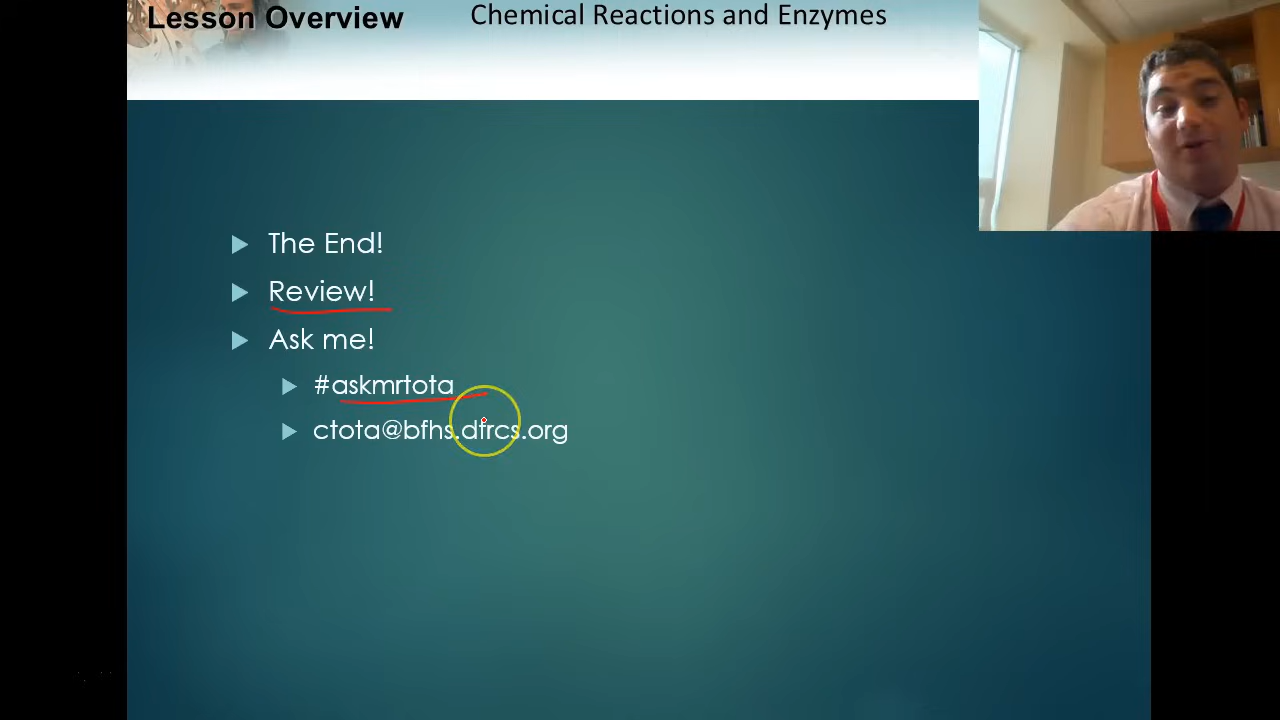 Lesson Overview
Chemical Reactions and Enzymes
The End!
Review!
Ask me!
#askmrtota
ctota@bfhs.dfrcs.org